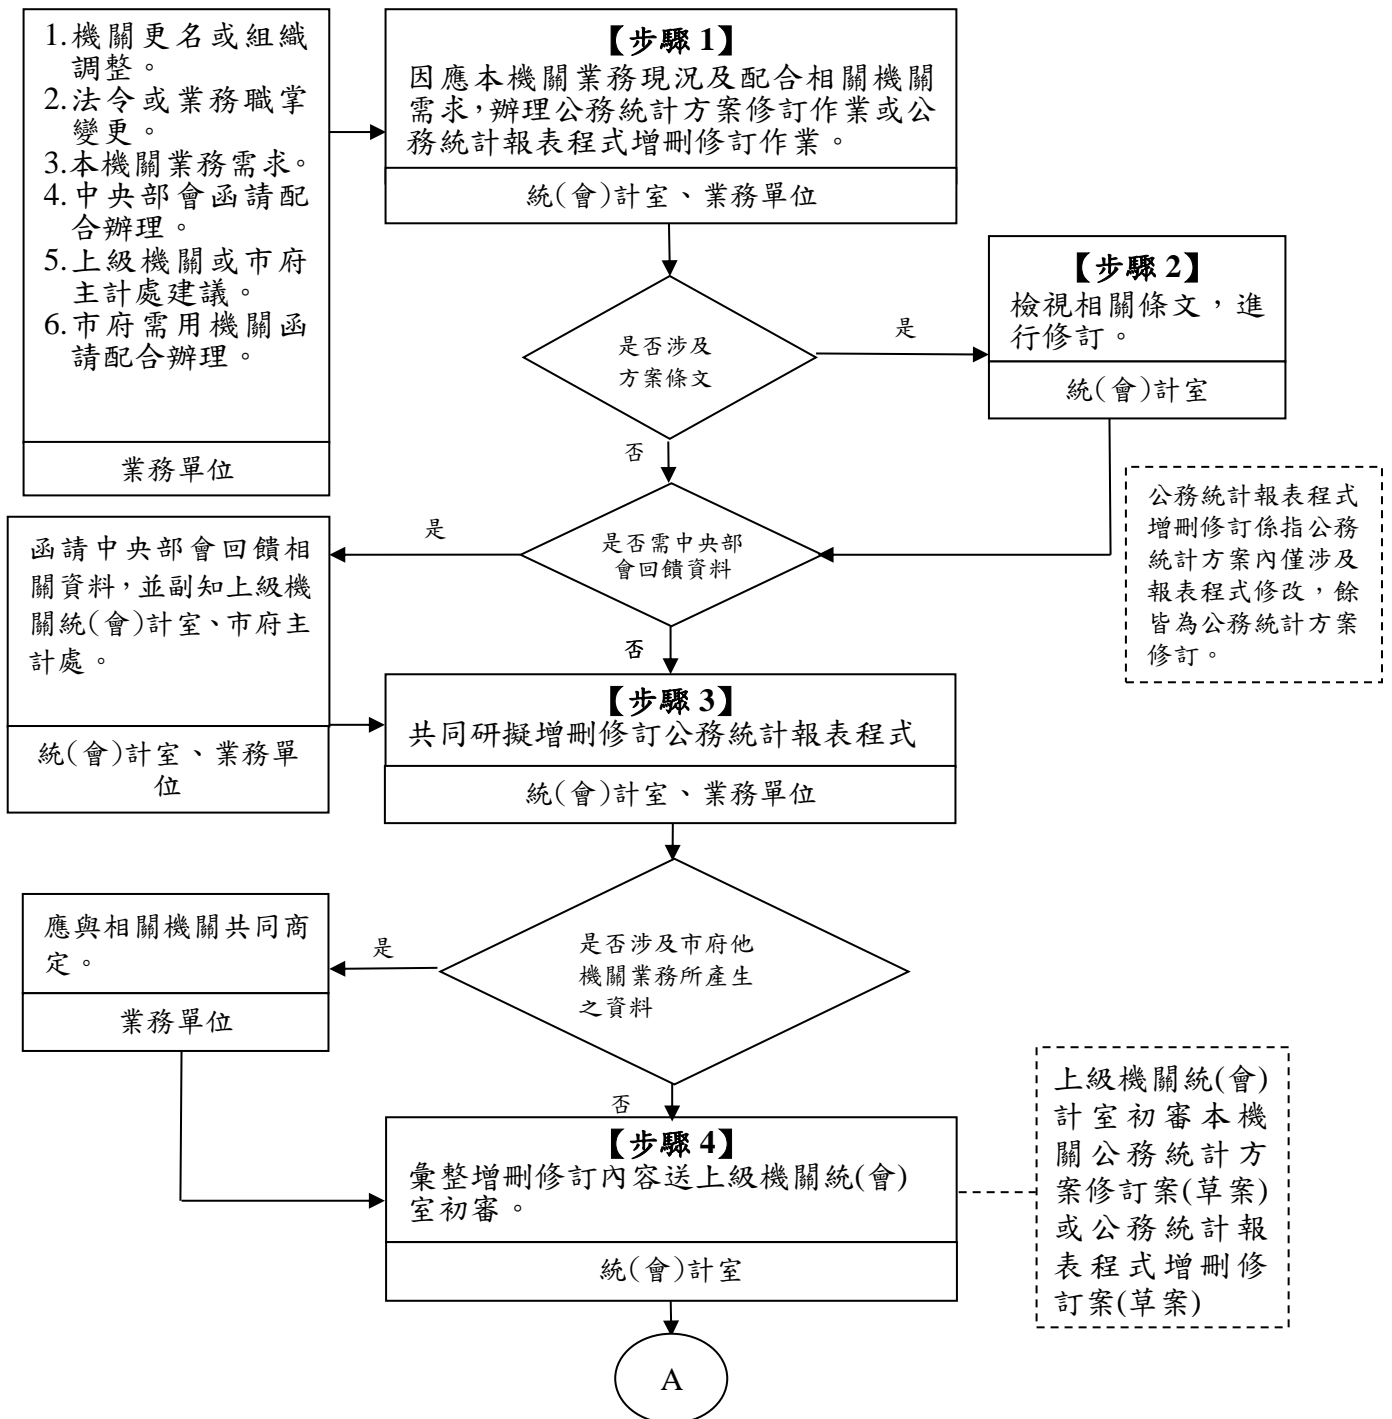 1.機關更名或組織
調整。
2.法令或業務職掌
變更。
3.本機關業務需求。
4.中央部會函請配
合辦理。
5.上級機關或市府
主計處建議。
6.市府需用機關函
請配合辦理。
業務單位
【步驟 1】
因應本機關業務現況及配合相關機關
需求,辦理公務統計方案修訂作業或公
務統計報表程式增刪修訂作業。
統(會)計室、業務單位
是否涉及
方案條文
是
【步驟 2】
檢視相關條文，進
行修訂。
統(會)計室
否
公務統計報表程式
增刪修訂係指公務
統計方案內僅涉及
報表程式修改，餘
皆為公務統計方案
修訂。
是否需中央部
會回饋資料
是
函請中央部會回饋相
關資料,並副知上級機
關統(會)計室、市府主
計處。
統(會)計室、業務單
位
否
【步驟 3】
共同研擬增刪修訂公務統計報表程式
統(會)計室、業務單位
是否涉及市府他
機關業務所產生
之資料
是
應與相關機關共同商
定。
業務單位
否
【步驟 4】
彙整增刪修訂內容送上級機關統(會)
室初審。
統(會)計室
上級機關統(會)
計室初審本機
關公務統計方
案修訂案(草案)
或公務統計報
表程式增刪修
訂案(草案)
A